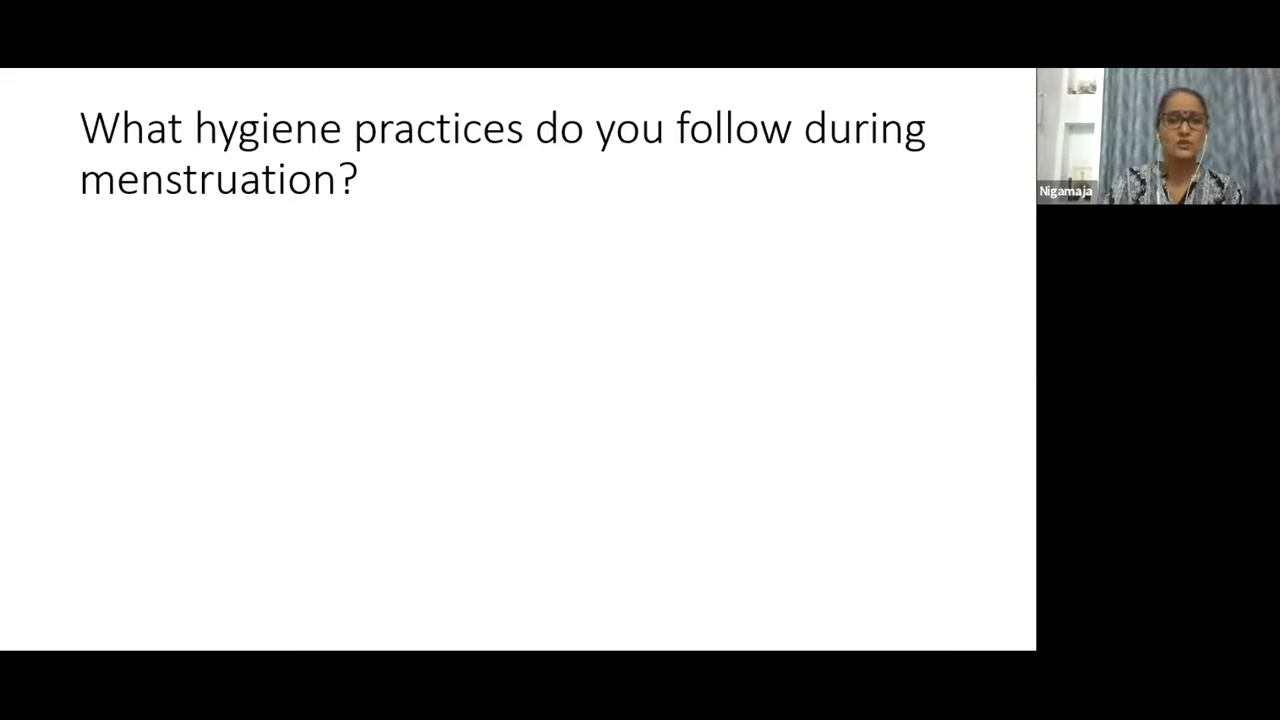 What hygiene practices do you follow during
menstruation?
Nigamaja